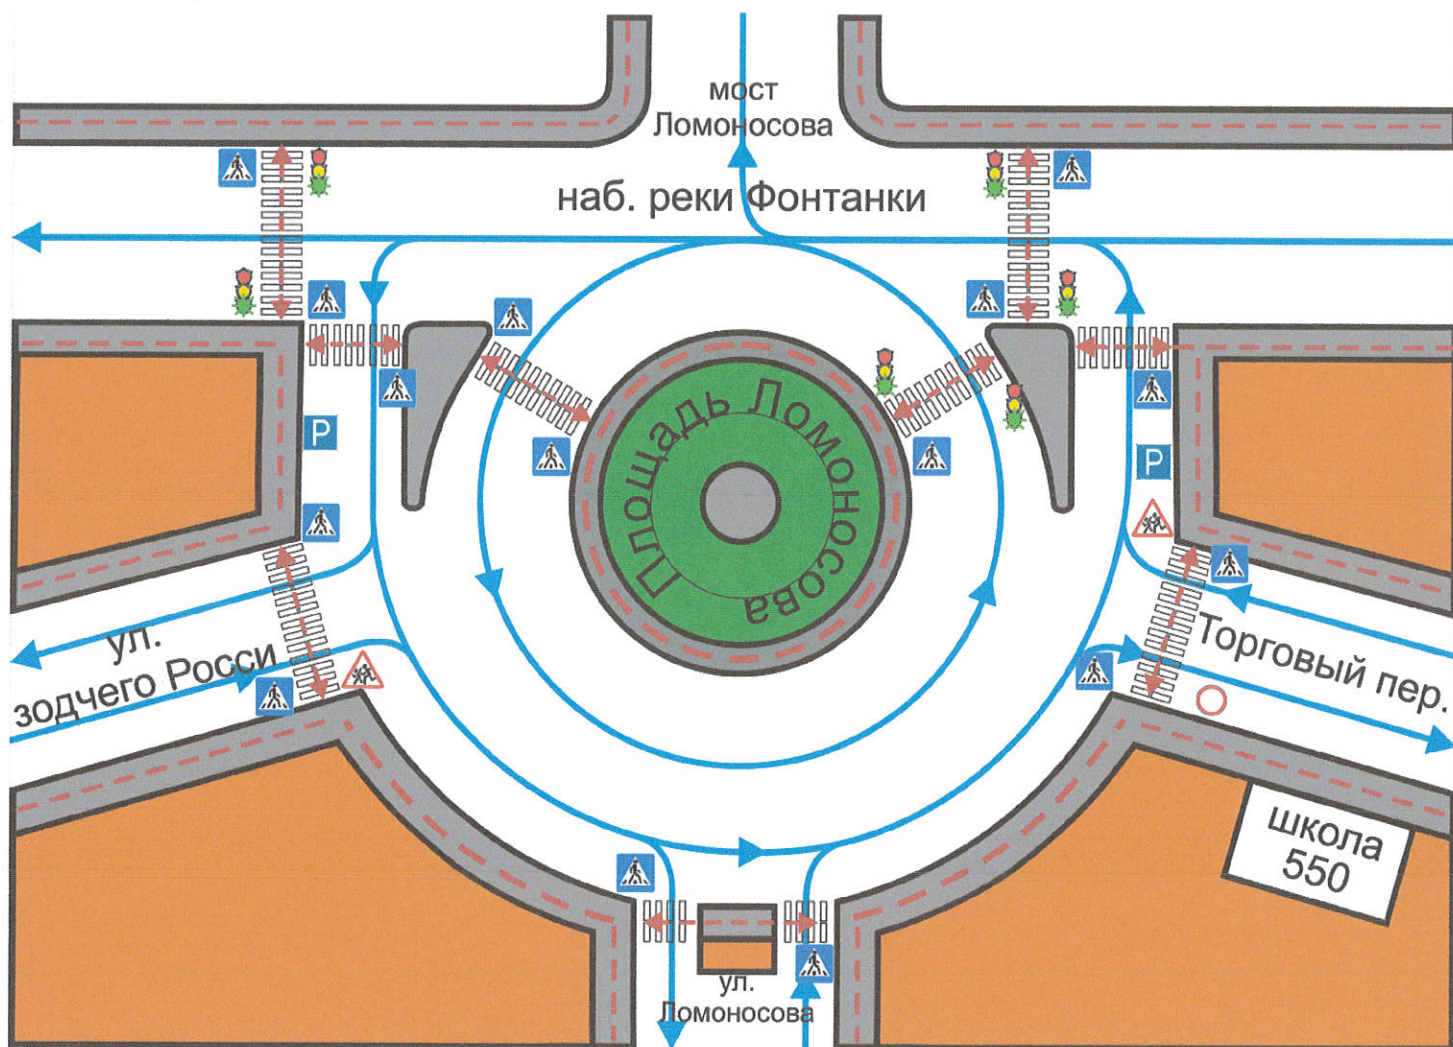 мост
Ломоносова
наб. реки Фонтанки
Площадь Ломоносова
P
P
ул.
зодчего Росси
Торговый пер.
школа
550
ул.
Ломоносова